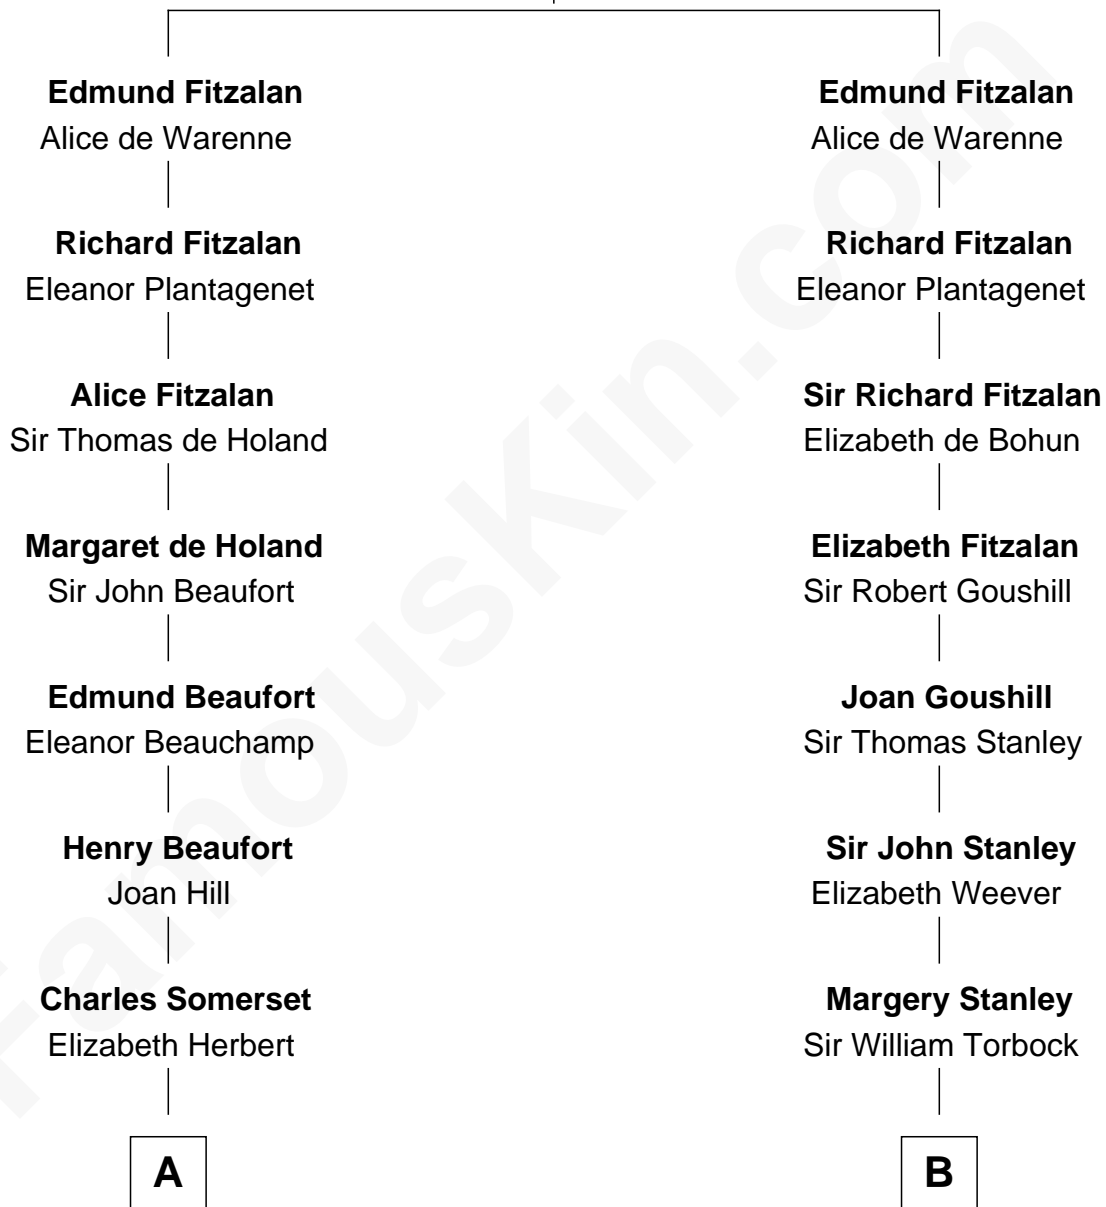 Edmund Fitzalan
Alice de Warenne
Richard Fitzalan
Eleanor Plantagenet
Alice Fitzalan
Sir Thomas de Holand
Margaret de Holand
Sir John Beaufort
Edmund Beaufort
Eleanor Beauchamp
Henry Beaufort
Joan Hill
Charles Somerset
Elizabeth Herbert
A
Edmund Fitzalan
Alice de Warenne
Richard Fitzalan
Eleanor Plantagenet
Sir Richard Fitzalan
Elizabeth de Bohun
Elizabeth Fitzalan
Sir Robert Goushill
Joan Goushill
Sir Thomas Stanley
Sir John Stanley
Elizabeth Weever
Margery Stanley
Sir William Torbock
B
FamousKin.com